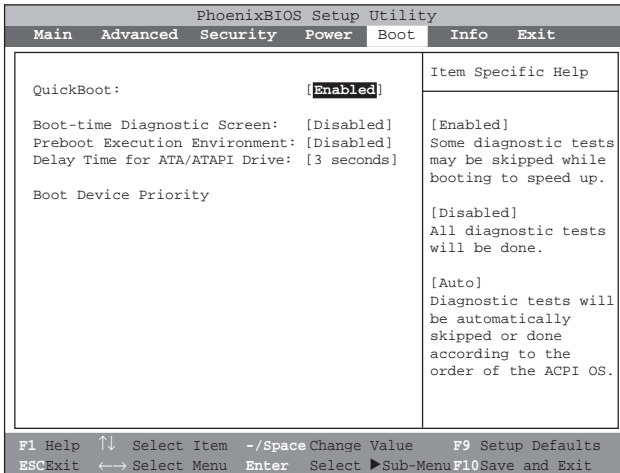 PhoenixBIOS Setup Utility
Main Advanced Security Power Boot Info Exit
QuickBoot: [Enabled]
Boot-time Diagnostic Screen: [Disabled]
Preboot Execution Environment: [Disabled]
Delay Time for ATA/ATAPI Drive: [3 seconds]
Boot Device Priority
Item Specific Help
[Enabled]
Some diagnostic tests
may be skipped while
booting to speed up.
[Disabled]
All diagnostic tests
will be done.
[Auto]
Diagnostic tests will
be automatically
skipped or done
according to the
order of the ACPI OS.
F1 Help ↑↓ Select Item -/Space Change Value F9 Setup Defaults
ESC Exit ←→ Select Menu Enter Select ▶Sub-Menu F10 Save and Exit